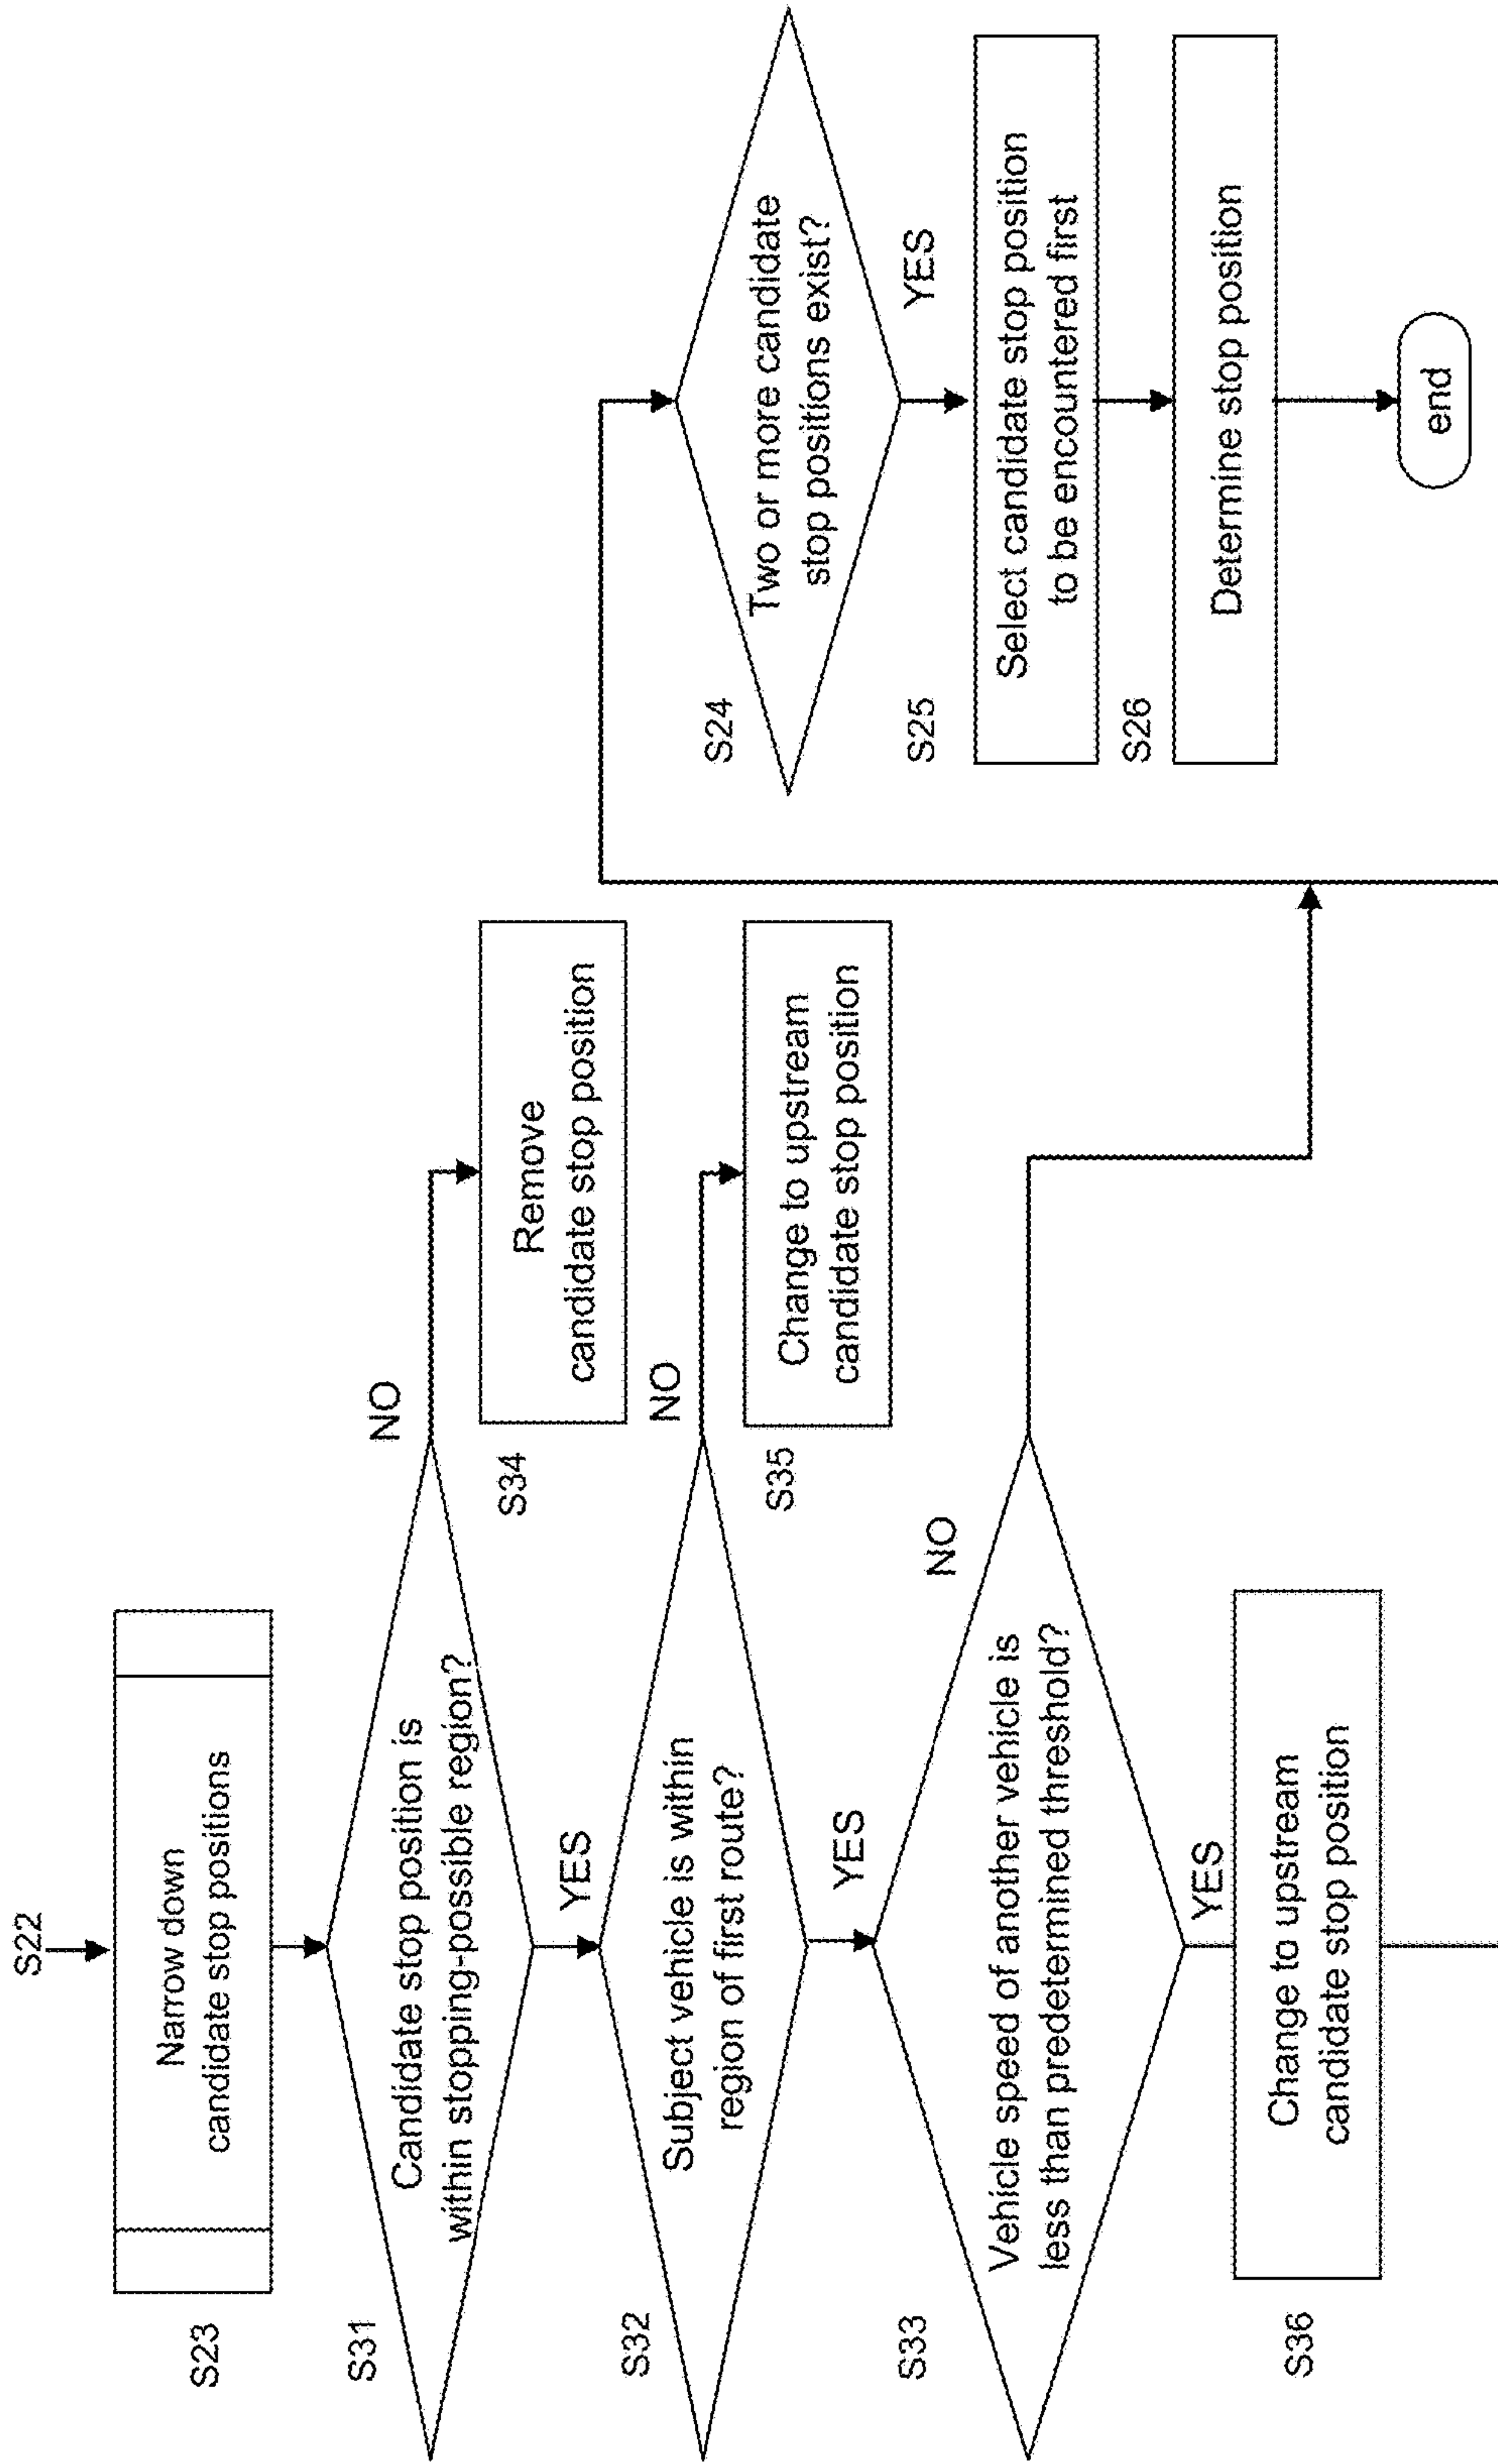 S22
S23
Narrow down
candidate stop positions
S31
Candidate stop position is
within stopping-possible region?
NO
YES
S34
Remove
candidate stop position
S32
Subject vehicle is within
region of first route?
NO
YES
S35
Change to upstream
candidate stop position
S33
Vehicle speed of another vehicle is
less than predetermined threshold?
NO
YES
S36
Change to upstream
candidate stop position
S24
Two or more candidate
stop positions exist?
YES
S25
Select candidate stop position
to be encountered first
S26
Determine stop position
end